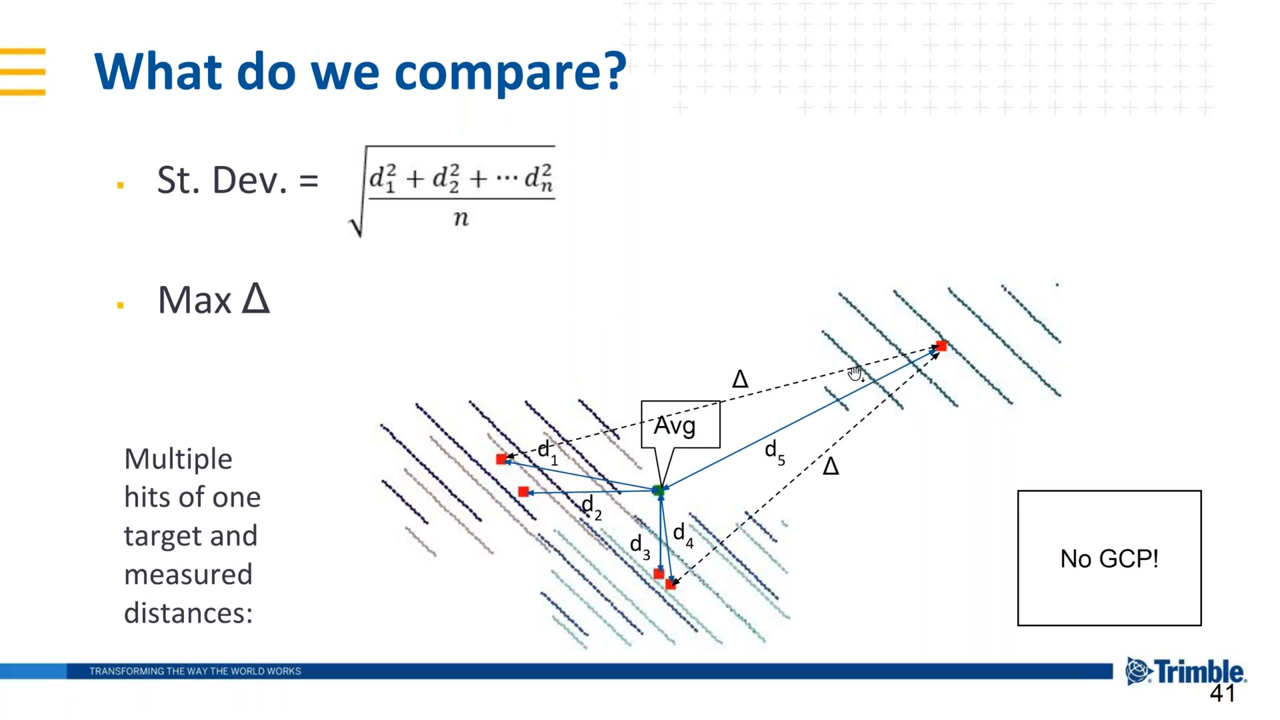 What do we compare?
▪ St. Dev. = √((d₁² + d₂² + ⋯ dₙ²)/n)
▪ Max Δ
Δ
Avg
d₁
d₅
Δ
d₂
d₃
d₄
Multiple
hits of one
target and
measured
distances:
No GCP!
TRANSFORMING THE WAY THE WORLD WORKS
Trimble.
41